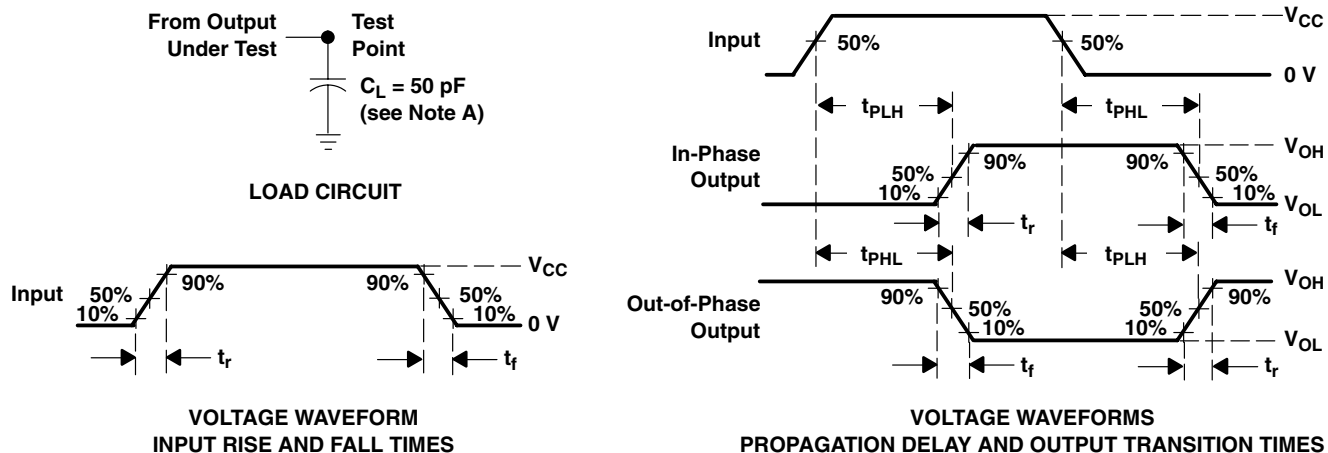 From Output
Under Test
Test
Point
CL = 50 pF
(see Note A)
LOAD CIRCUIT
Input
50%
10%
90%
90%
50%
10%
VCC
0 V
tr
tf
VOLTAGE WAVEFORM
INPUT RISE AND FALL TIMES
Input
50%
50%
VCC
0 V
tPLH
tPHL
In-Phase
Output
50%
10%
90%
90%
50%
10%
VOH
VOL
tr
tf
tPHL
tPLH
Out-of-Phase
Output
90%
50%
10%
50%
10%
90%
VOH
VOL
tf
tr
VOLTAGE WAVEFORMS
PROPAGATION DELAY AND OUTPUT TRANSITION TIMES